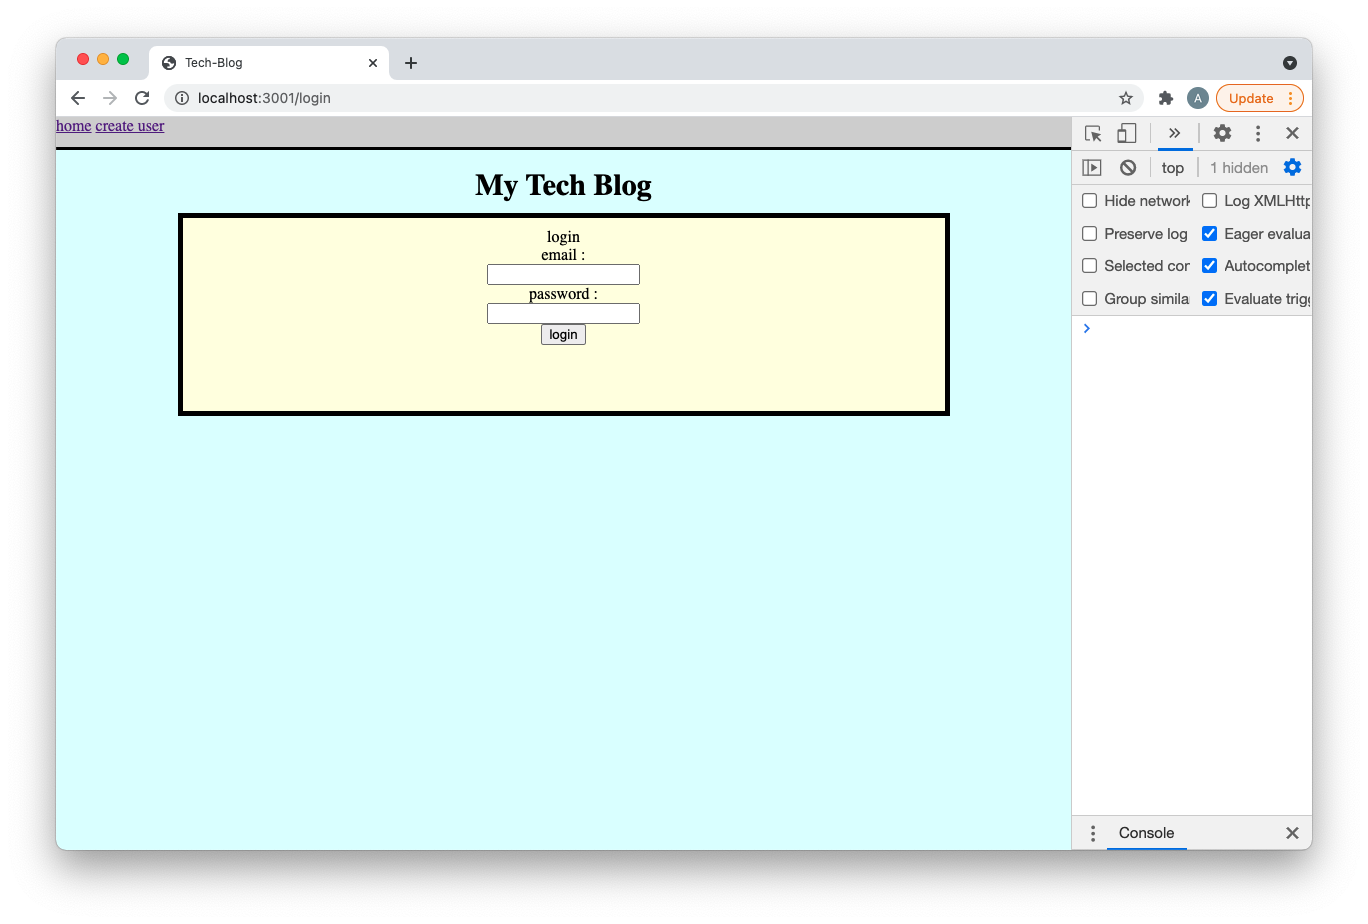 Tech-Blog
localhost:3001/login
A
Update
home create user
top
1 hidden
Hide network
Log XMLHttp
Preserve log
Eager evalua
Selected con
Autocomplet
Group simila
Evaluate trig
My Tech Blog
login
email :
password :
login
Console